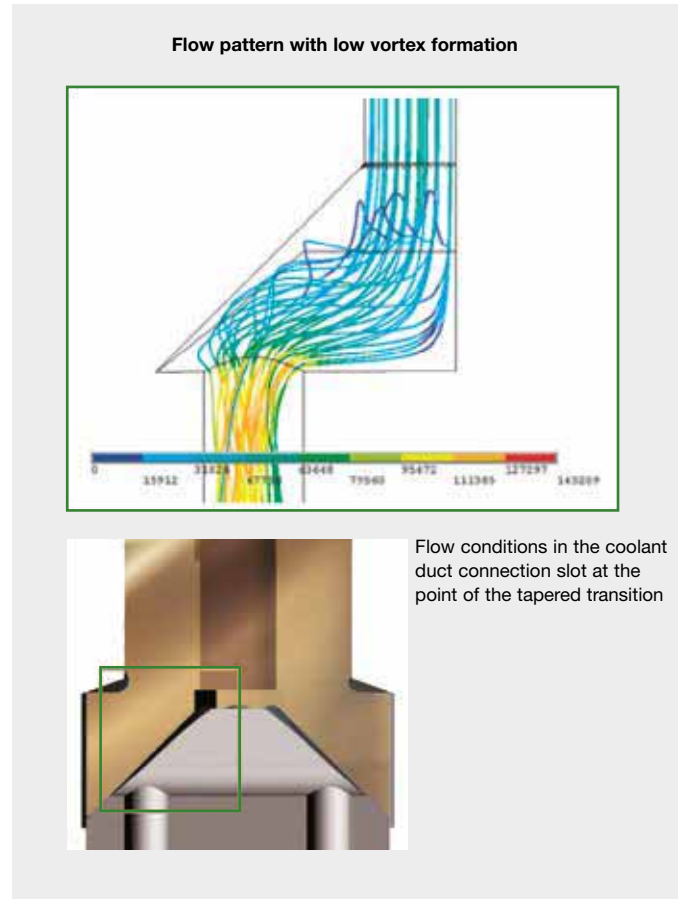 Flow pattern with low vortex formation
0 63648 95472 127297
15912 79560 111385 143209
Flow conditions in the coolant
duct connection slot at the
point of the tapered transition